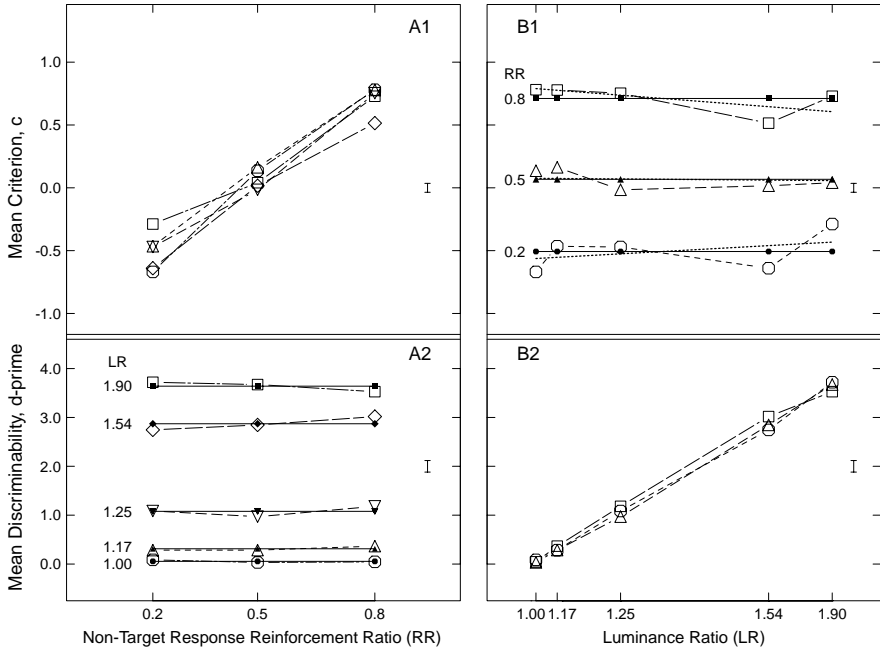 A1
B1
Mean Criterion, c
1.0
0.5
0.0
-0.5
-1.0
RR
0.8
0.5
0.2
A2
B2
Mean Discriminability, d-prime
4.0
3.0
2.0
1.0
0.0
LR
1.90
1.54
1.25
1.17
1.00
0.2 0.5 0.8
1.00 1.17 1.25 1.54 1.90
Non-Target Response Reinforcement Ratio (RR)
Luminance Ratio (LR)